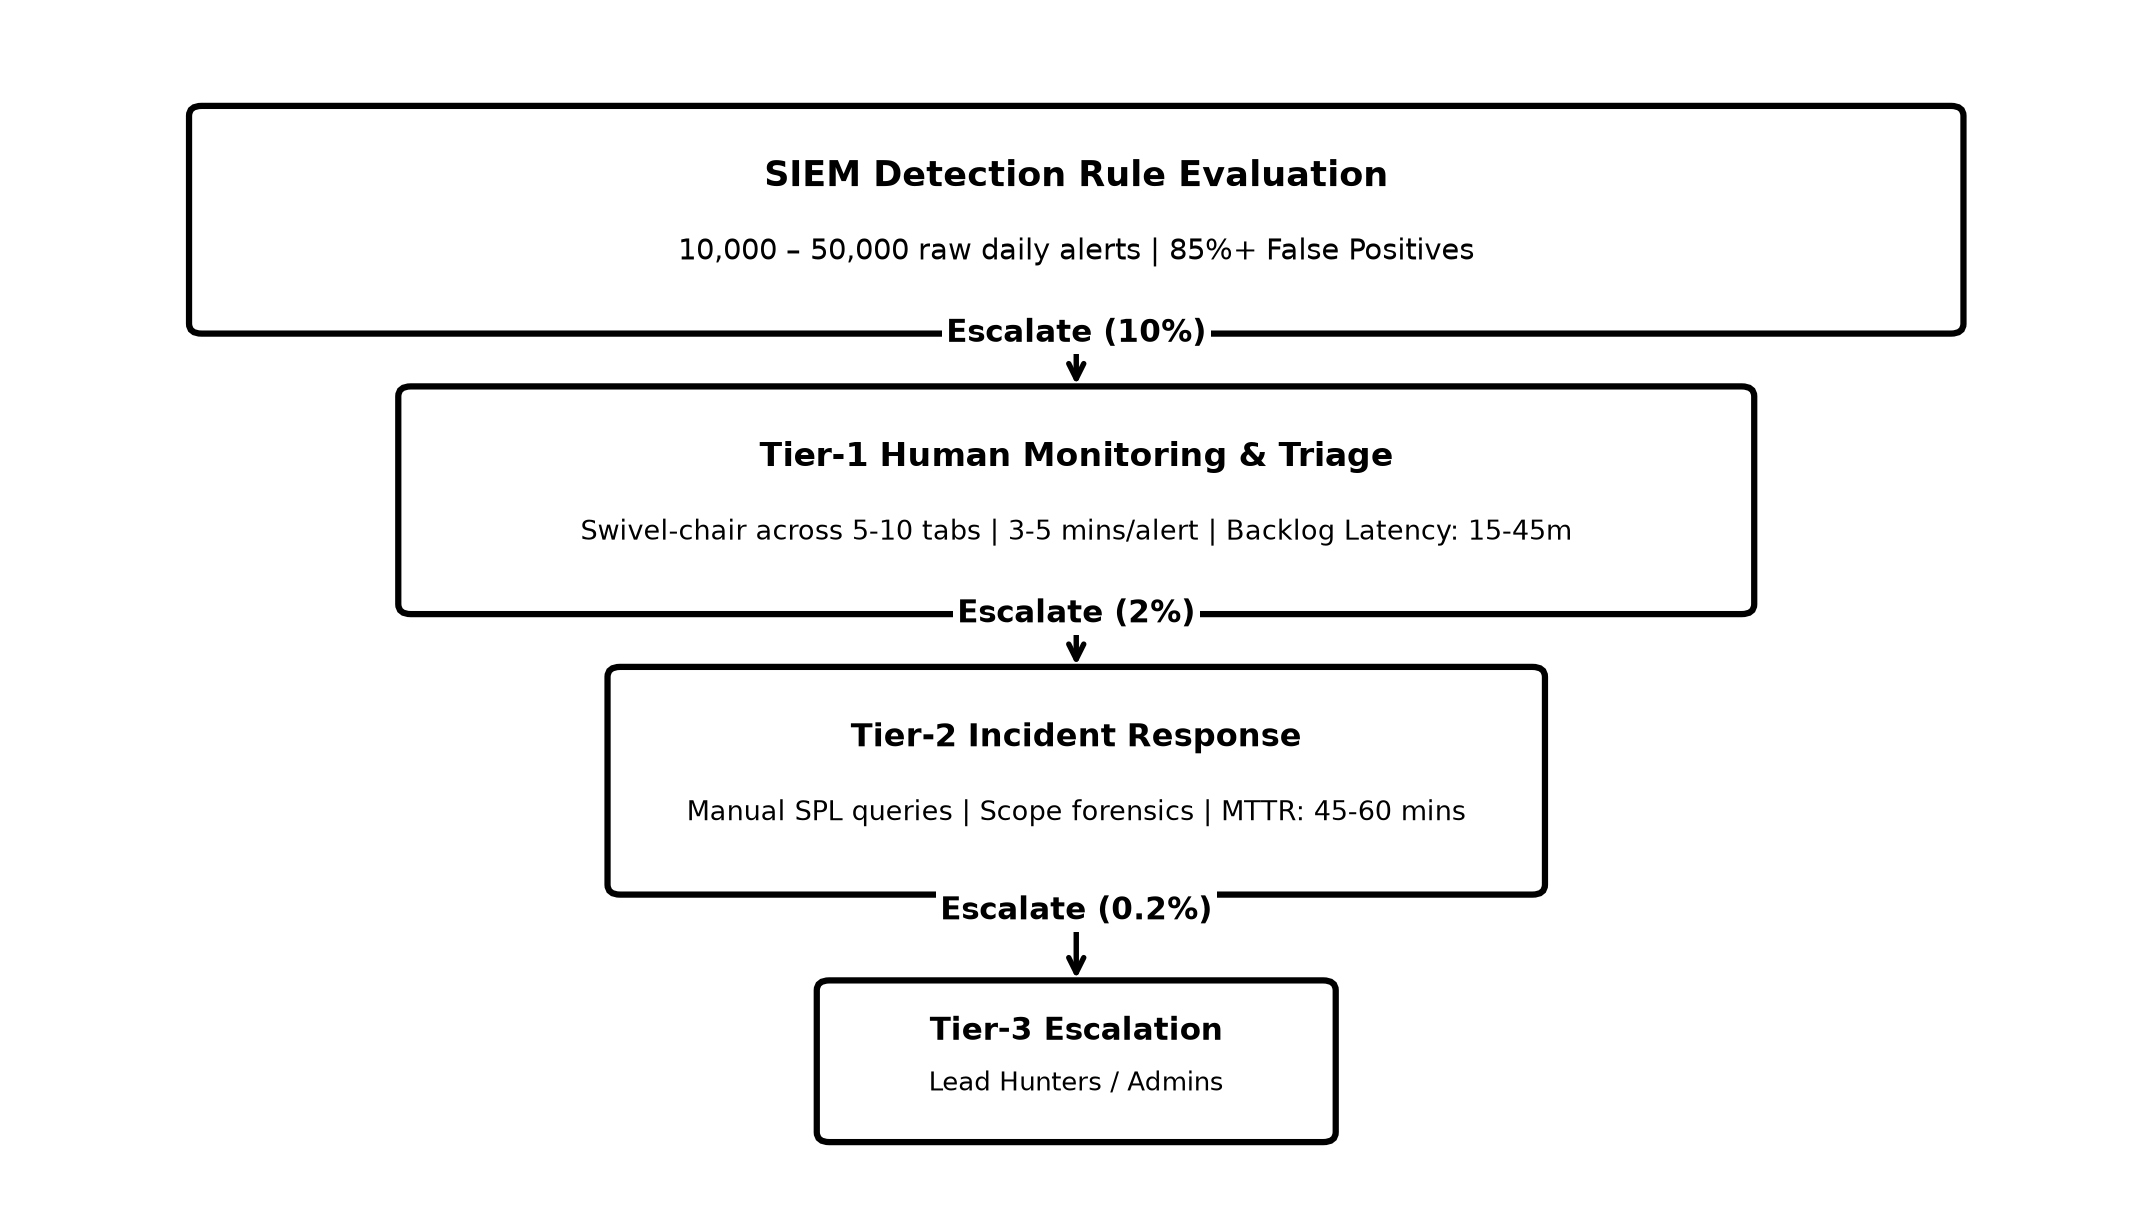 SIEM Detection Rule Evaluation
10,000 – 50,000 raw daily alerts | 85%+ False Positives
Escalate (10%)
Tier-1 Human Monitoring & Triage
Swivel-chair across 5-10 tabs | 3-5 mins/alert | Backlog Latency: 15-45m
Escalate (2%)
Tier-2 Incident Response
Manual SPL queries | Scope forensics | MTTR: 45-60 mins
Escalate (0.2%)
Tier-3 Escalation
Lead Hunters / Admins